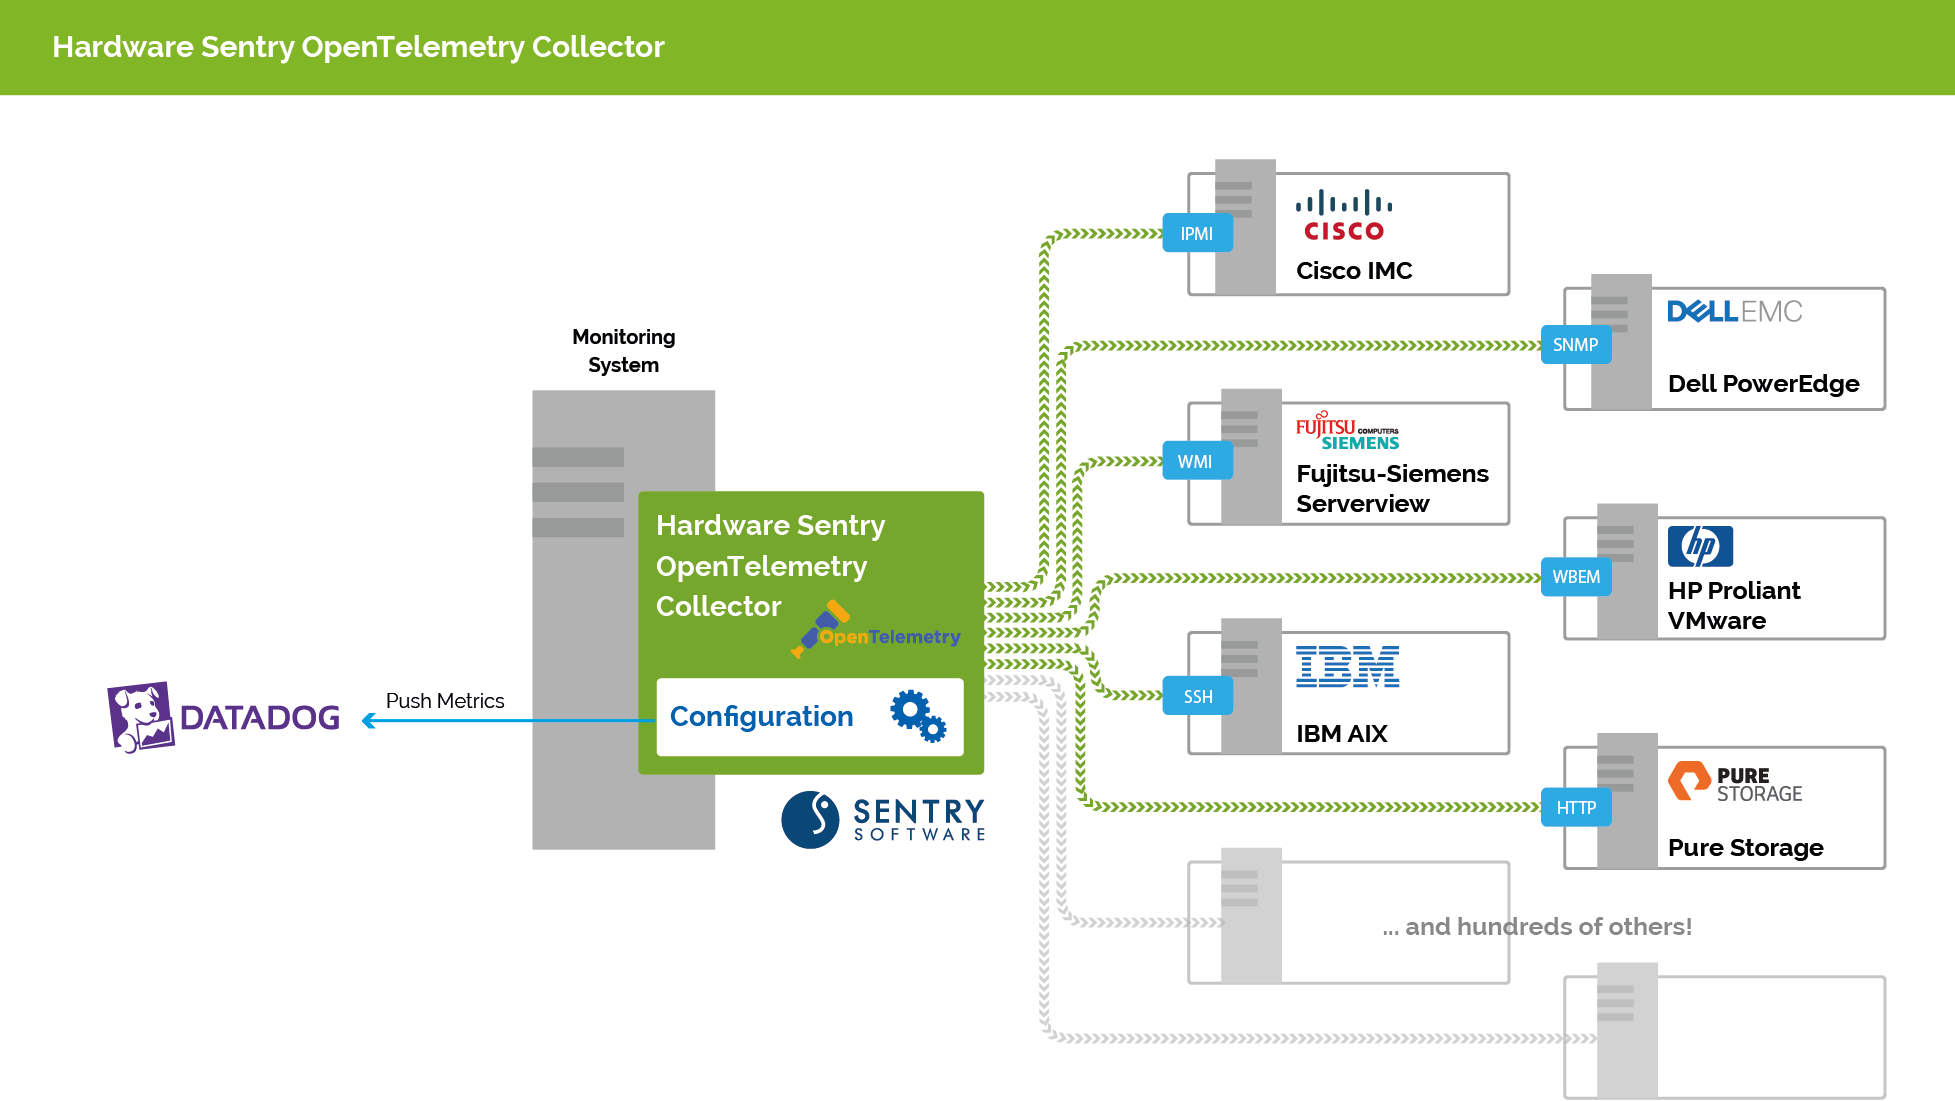 Hardware Sentry OpenTelemetry Collector
Monitoring
System
Hardware Sentry
OpenTelemetry
Collector
OpenTelemetry
Configuration
Push Metrics
DATADOG
SENTRY
SOFTWARE
IPMI
CISCO
Cisco IMC
SNMP
DELL EMC
Dell PowerEdge
WMI
FUJITSU COMPUTERS
SIEMENS
Fujitsu-Siemens
Serverview
WBEM
hp
HP Proliant
VMware
SSH
IBM
IBM AIX
HTTP
PURE
STORAGE
Pure Storage
... and hundreds of others!